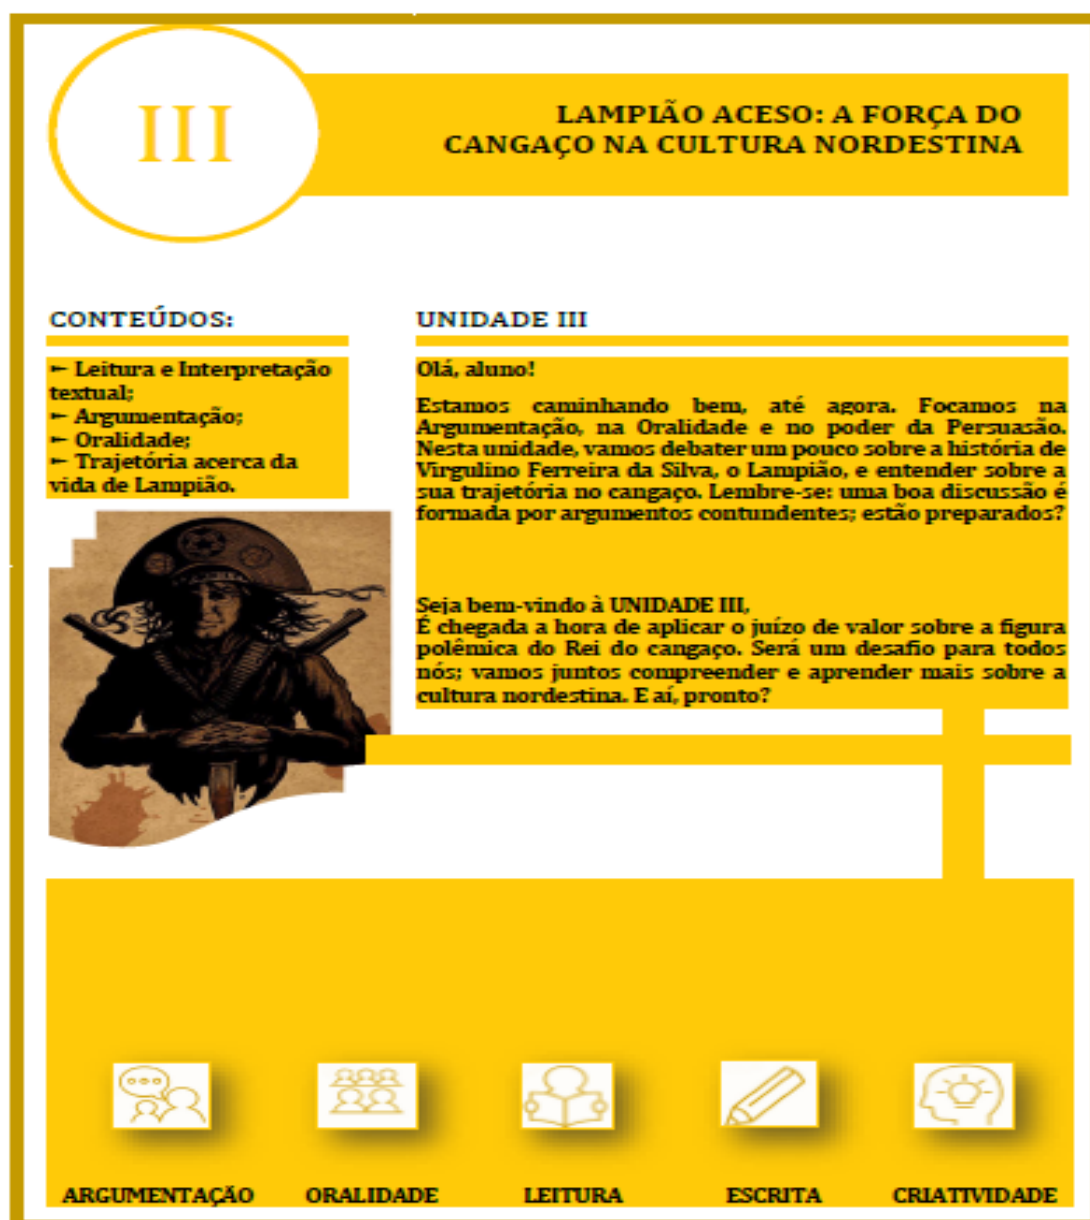 III
LAMPIÃO ACESO: A FORÇA DO
CANGAÇO NA CULTURA NORDESTINA
CONTEÚDOS:
➳ Leitura e Interpretação
textual;
➳ Argumentação;
➳ Oralidade;
➳ Trajetória acerca da
vida de Lampião.
UNIDADE III
Olá, aluno!
Estamos caminhando bem, até agora. Focamos na
Argumentação, na Oralidade e no poder da Persuasão.
Nesta unidade, vamos debater um pouco sobre a história de
Virgulino Ferreira da Silva, o Lampião, e entender sobre a
sua trajetória no cangaço. Lembre-se: uma boa discussão é
formada por argumentos contundentes; estão preparados?
Seja bem-vindo à UNIDADE III,
É chegada a hora de aplicar o juízo de valor sobre a figura
polêmica do Rei do cangaço. Será um desafio para todos
nós; vamos juntos compreender e aprender mais sobre a
cultura nordestina. E aí, pronto?
ARGUMENTAÇÃO
ORALIDADE
LEITURA
ESCRITA
CRIATIVIDADE